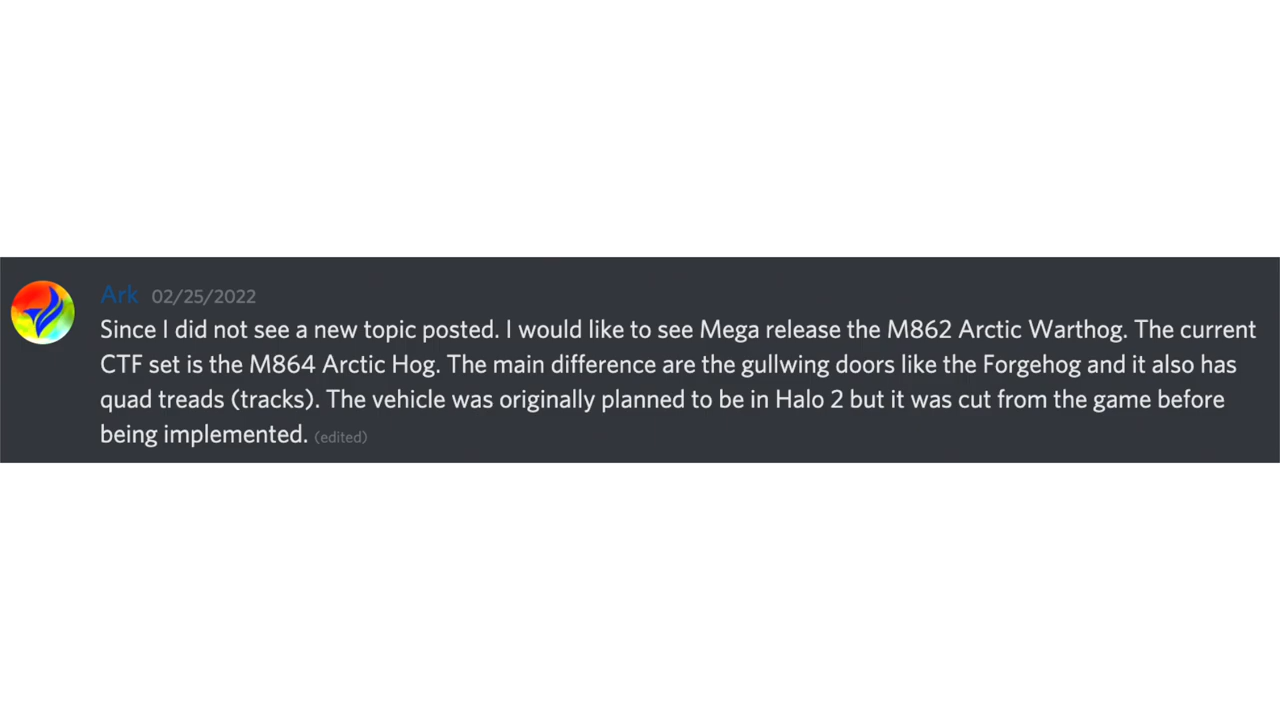 Ark 02/25/2022
Since I did not see a new topic posted. I would like to see Mega release the M862 Arctic Warthog. The current
CTF set is the M864 Arctic Hog. The main difference are the gullwing doors like the Forgehog and it also has
quad treads (tracks). The vehicle was originally planned to be in Halo 2 but it was cut from the game before
being implemented. (edited)